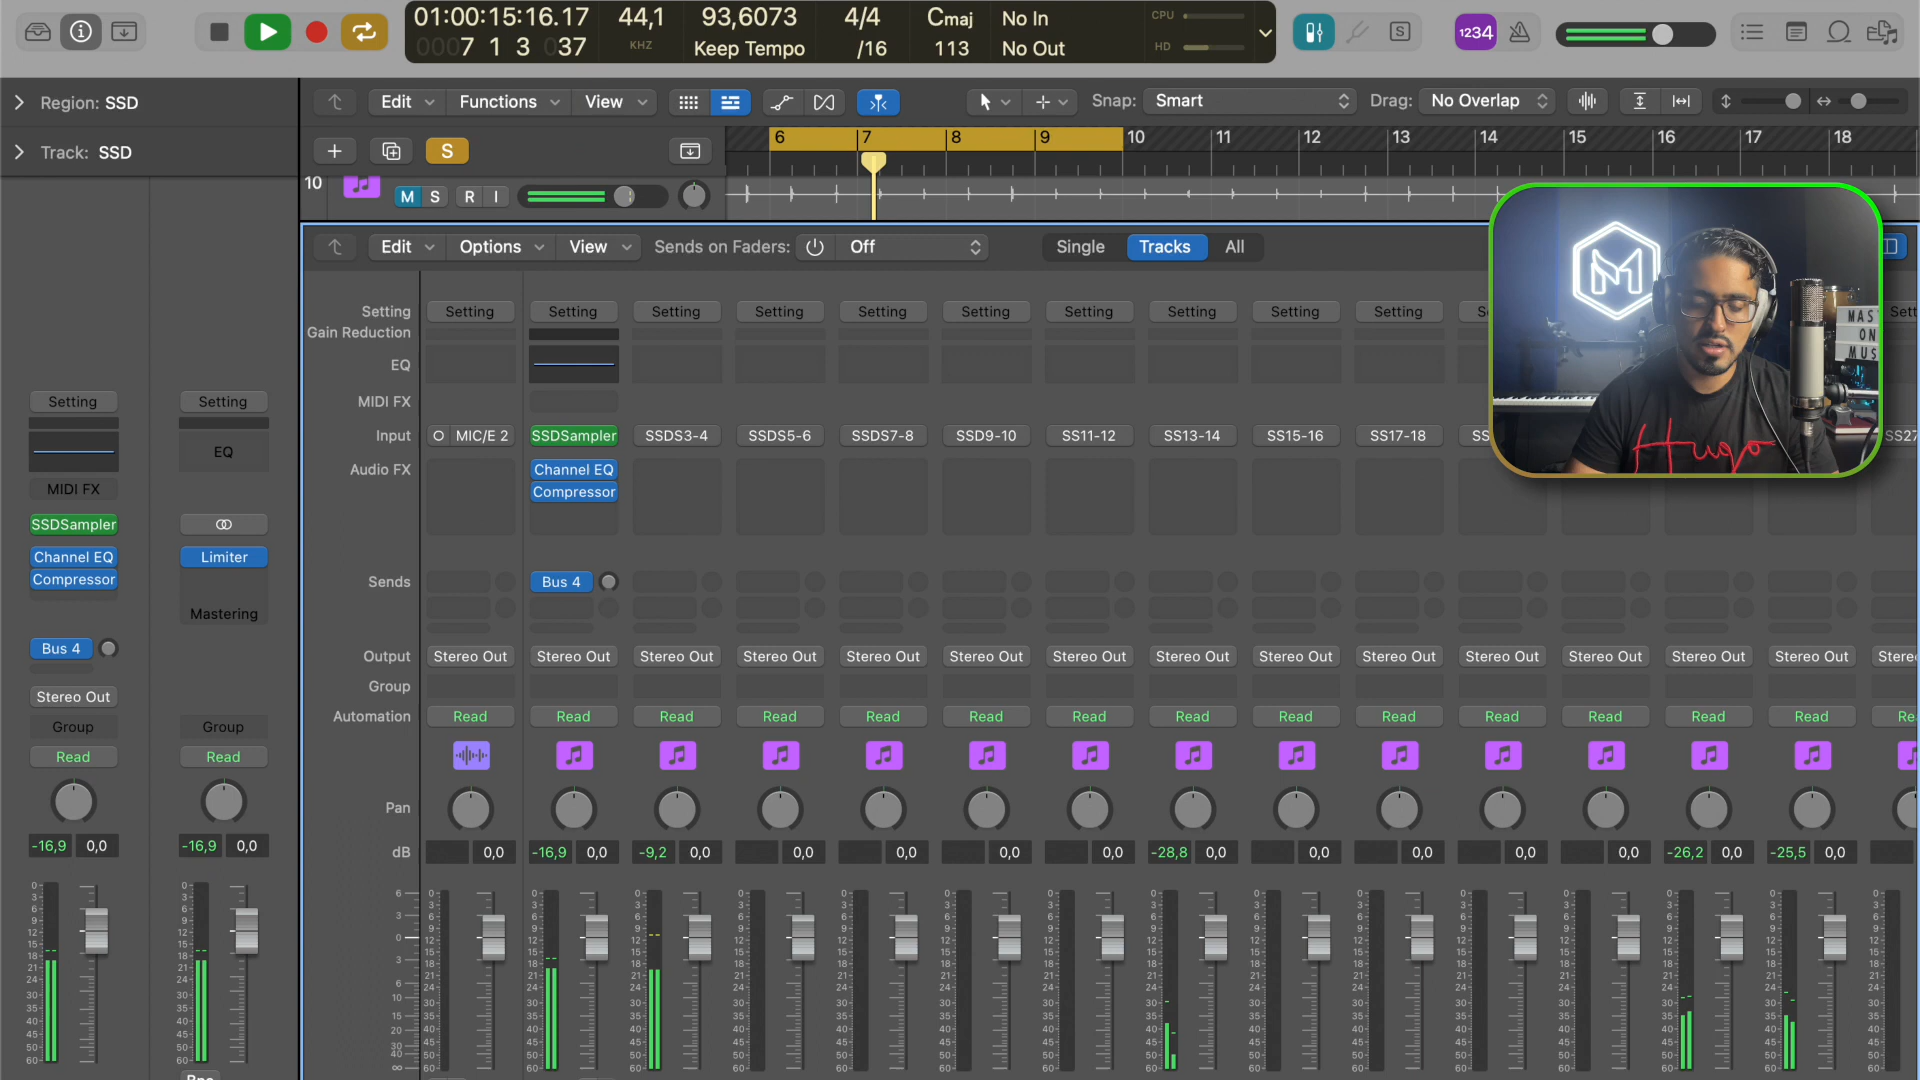 01:00:15:16.17
0007 1 3 037
44,1
KHZ
93,6073
Keep Tempo
4/4
/16
Cmaj
113
No In
No Out
CPU
HD
S
1234
Region: SSD
Track: SSD
Edit
Functions
View
Snap: Smart
Drag: No Overlap
S
6 7 8 9 10 11 12 13 14 15 16 17 18
10
M S R I
Edit
Options
View
Sends on Faders: Off
Single Tracks All
Setting Setting Setting Setting Setting Setting Setting Setting Setting Setting Setting
Gain Reduction
EQ
MIDI FX
Input MIC/E 2 SSDSampler SSDS3-4 SSDS5-6 SSDS7-8 SSD9-10 SS11-12 SS13-14 SS15-16 SS17-18 SS SS27
Audio FX Channel EQ
Compressor
Sends Bus 4
Output Stereo Out Stereo Out Stereo Out Stereo Out Stereo Out Stereo Out Stereo Out Stereo Out Stereo Out Stereo Out Stereo Out Stereo Out Stereo Out Stereo Out Stere
Group
Automation Read Read Read Read Read Read Read Read Read Read Read Read Read Read Re
Pan
dB 0,0 -16,9 0,0 -9,2 0,0 0,0 0,0 0,0 0,0 -28,8 0,0 0,0 0,0 0,0 0,0 -26,2 0,0 -25,5 0,0
Setting Setting
EQ
MIDI FX
SSDSampler
Channel EQ Limiter
Compressor
Mastering
Bus 4
Stereo Out
Group Group
Read Read
-16,9 0,0 -16,9 0,0
Bnc
M
MAS
ON
MUS
Hugo